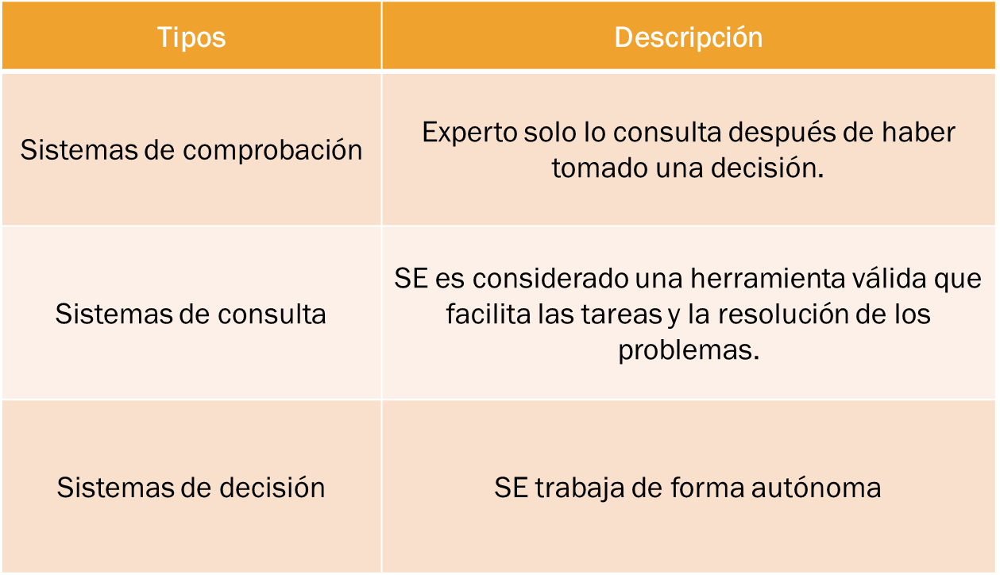 Tipos
Descripción
Sistemas de comprobación
Experto solo lo consulta después de haber
tomado una decisión.
Sistemas de consulta
SE es considerado una herramienta válida que
facilita las tareas y la resolución de los
problemas.
Sistemas de decisión
SE trabaja de forma autónoma